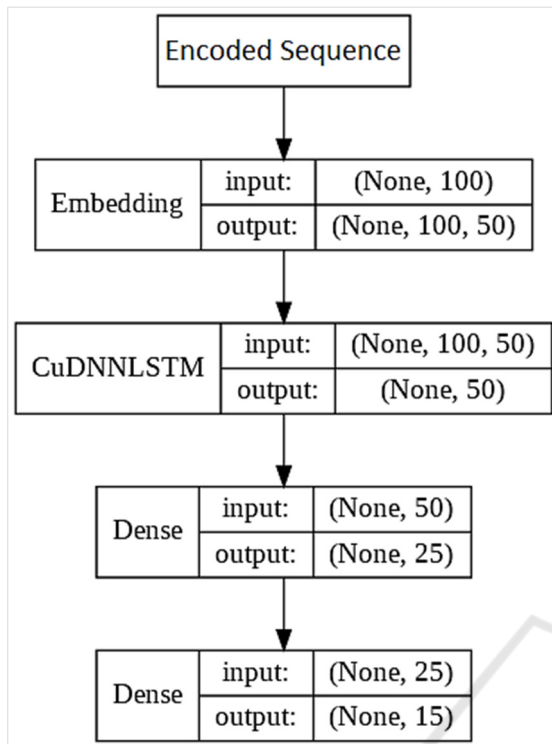 Encoded Sequence
Embedding
input: (None, 100)
output: (None, 100, 50)
CuDNNLSTM
input: (None, 100, 50)
output: (None, 50)
Dense
input: (None, 50)
output: (None, 25)
Dense
input: (None, 25)
output: (None, 15)